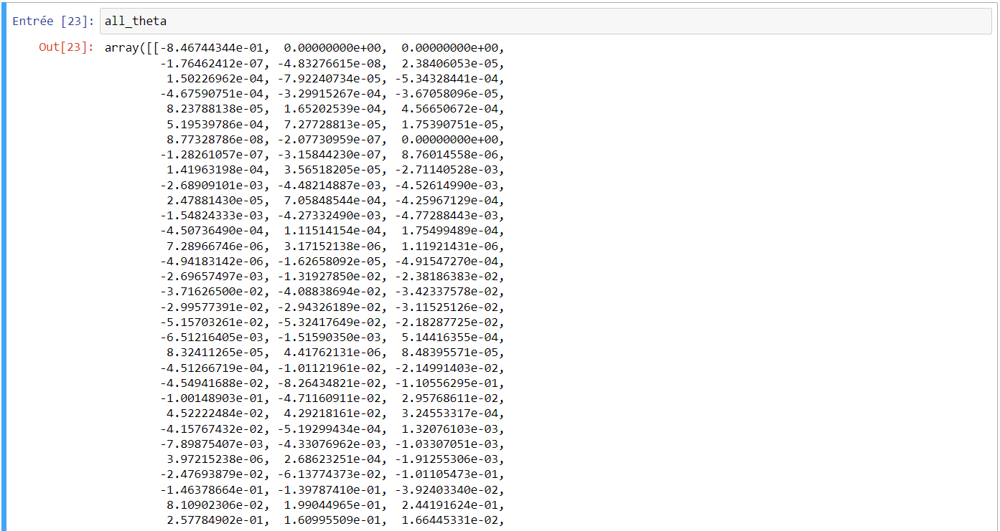 Entrée [23]: all_theta
Out[23]: array([[-8.46744344e-01, 0.00000000e+00, 0.00000000e+00,
-1.76462412e-07, -4.83276615e-08, 2.38406053e-05,
1.50226962e-04, -7.92240734e-05, -5.34328441e-04,
-4.67590751e-04, -3.29915267e-04, -3.67058096e-05,
8.23788138e-05, 1.65202539e-04, 4.56650672e-04,
5.19539786e-04, 7.27728813e-05, 1.75390751e-05,
8.77328786e-08, -2.07730959e-07, 0.00000000e+00,
-1.28261057e-07, -3.15844230e-07, 8.76014558e-06,
1.41963198e-04, 3.56518205e-05, -2.71140528e-03,
-2.68909101e-03, -4.48214887e-03, -4.52614990e-03,
2.47881430e-05, 7.05848544e-04, -4.25967129e-04,
-1.54824333e-03, -4.27332490e-03, -4.77288443e-03,
-4.50736490e-04, 1.11514154e-04, 1.75499489e-04,
7.28966746e-06, 3.17152138e-06, 1.11921431e-06,
-4.94183142e-06, -1.62658092e-05, -4.91547270e-04,
-2.69657497e-03, -1.31927850e-02, -2.38186383e-02,
-3.71626500e-02, -4.08838694e-02, -3.42337578e-02,
-2.99577391e-02, -2.94326189e-02, -3.11525126e-02,
-5.15703261e-02, -5.32417649e-02, -2.18287725e-02,
-6.51216405e-03, -1.51590350e-03, 5.14416355e-04,
8.32411265e-05, 4.41762131e-06, 8.48395571e-05,
-4.51266719e-04, -1.01121961e-02, -2.14991403e-02,
-4.54941688e-02, -8.26434821e-02, -1.10556295e-01,
-1.00148903e-01, -4.71160911e-02, 2.95768611e-02,
4.52222484e-02, 4.29218161e-02, 3.24553317e-04,
-4.15767432e-02, -5.19299434e-04, 1.32076103e-03,
-7.89875407e-03, -4.33076962e-03, -1.03307051e-03,
3.97215238e-06, 2.68623251e-04, -1.91255306e-03,
-2.47693879e-02, -6.13774373e-02, -1.01105473e-01,
-1.46378664e-01, -1.39787410e-01, -3.92403340e-02,
8.10902306e-02, 1.99044965e-01, 2.44191624e-01,
2.57784902e-01, 1.60995509e-01, 1.66445331e-02,